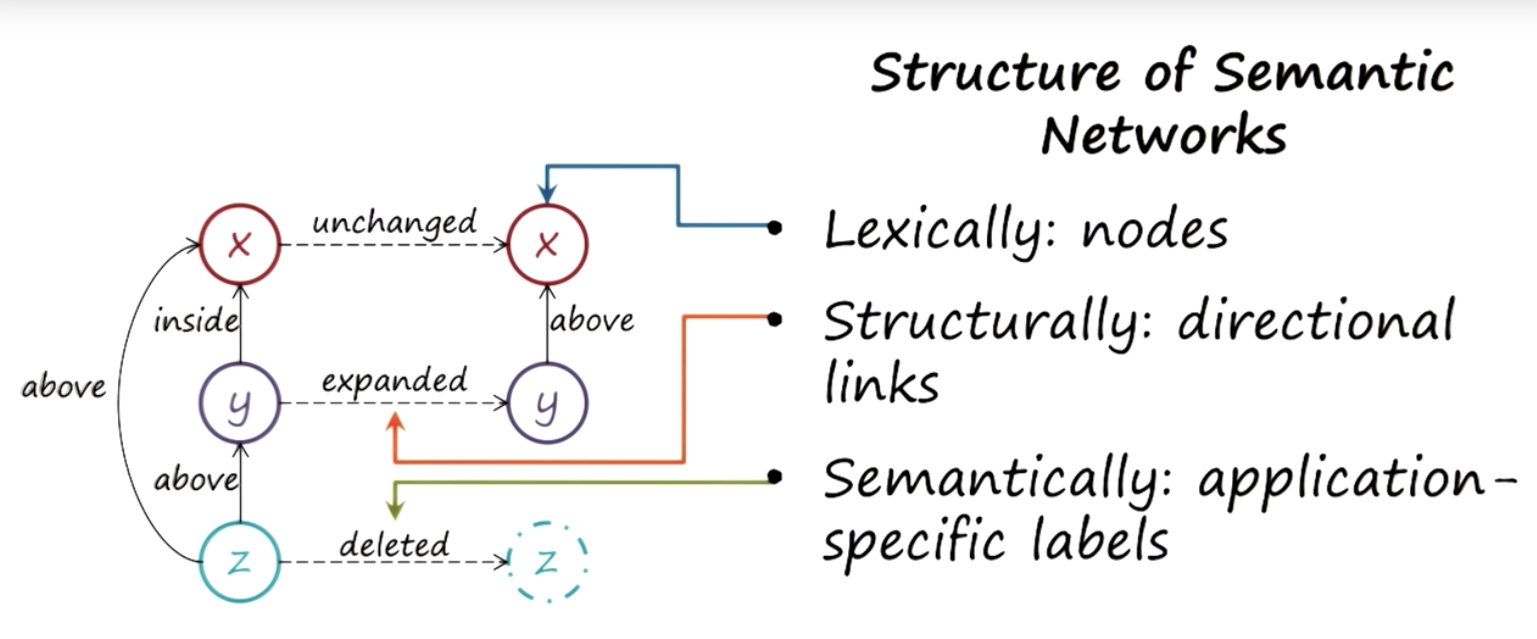 Structure of Semantic
Networks
x
unchanged
x
Lexically: nodes
inside
above
Structurally: directional
links
above
y
expanded
y
above
Semantically: application-
specific labels
z
deleted
z